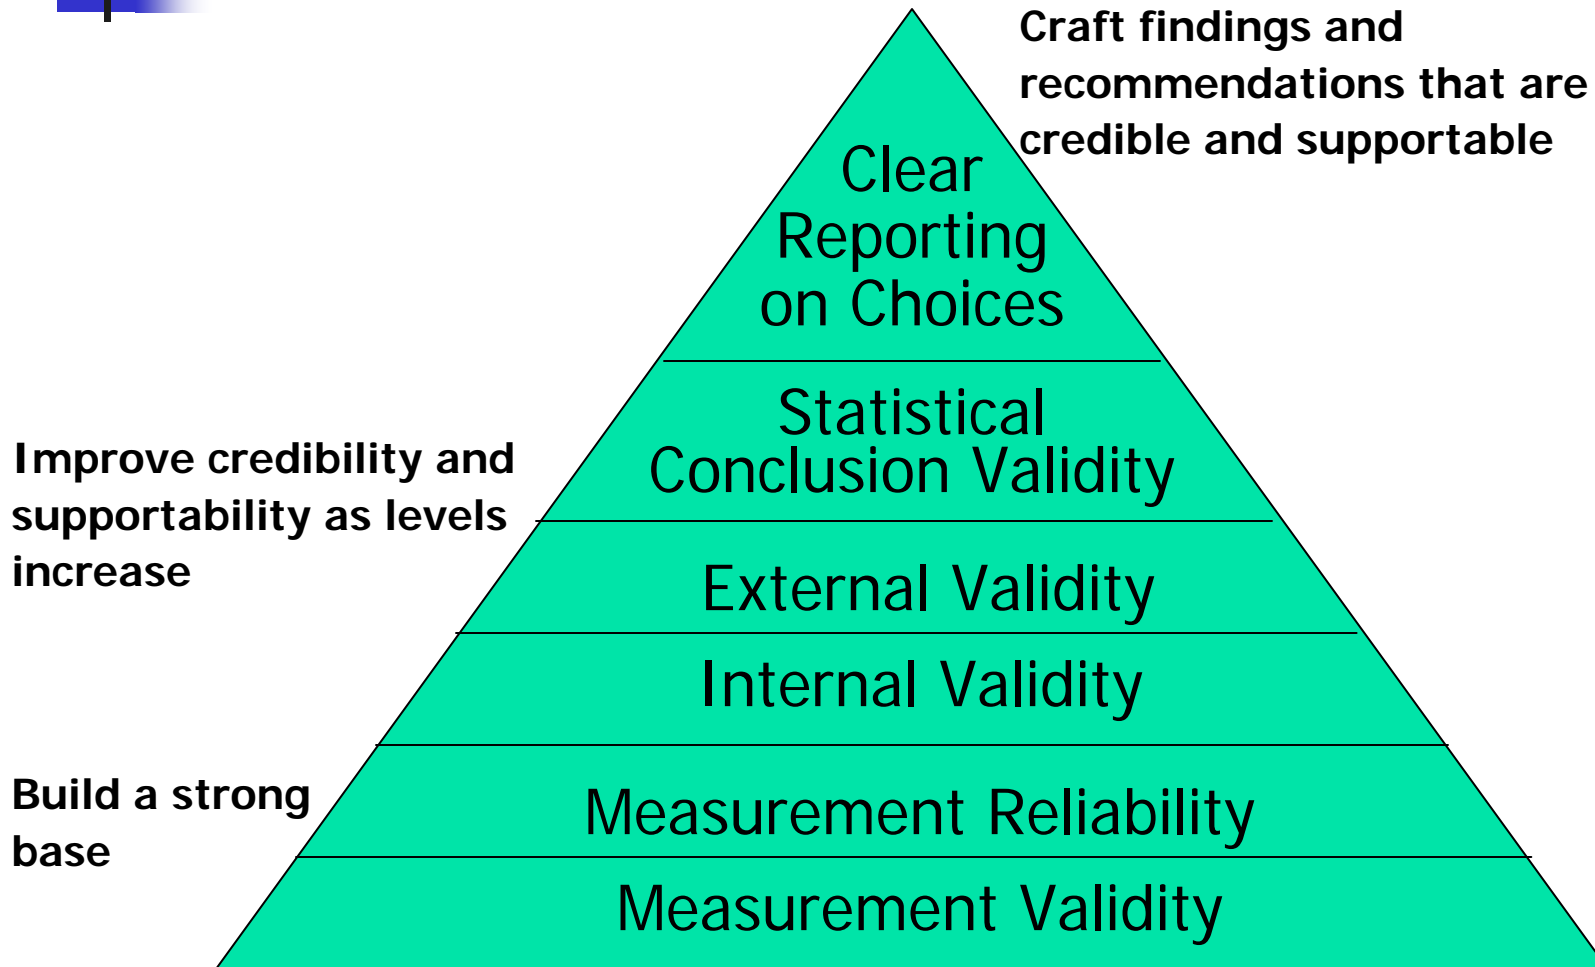 Craft findings and
recommendations that are
credible and supportable
Clear
Reporting
on Choices
Statistical
Conclusion Validity
Improve credibility and
supportability as levels
increase
External Validity
Internal Validity
Build a strong
base
Measurement Reliability
Measurement Validity